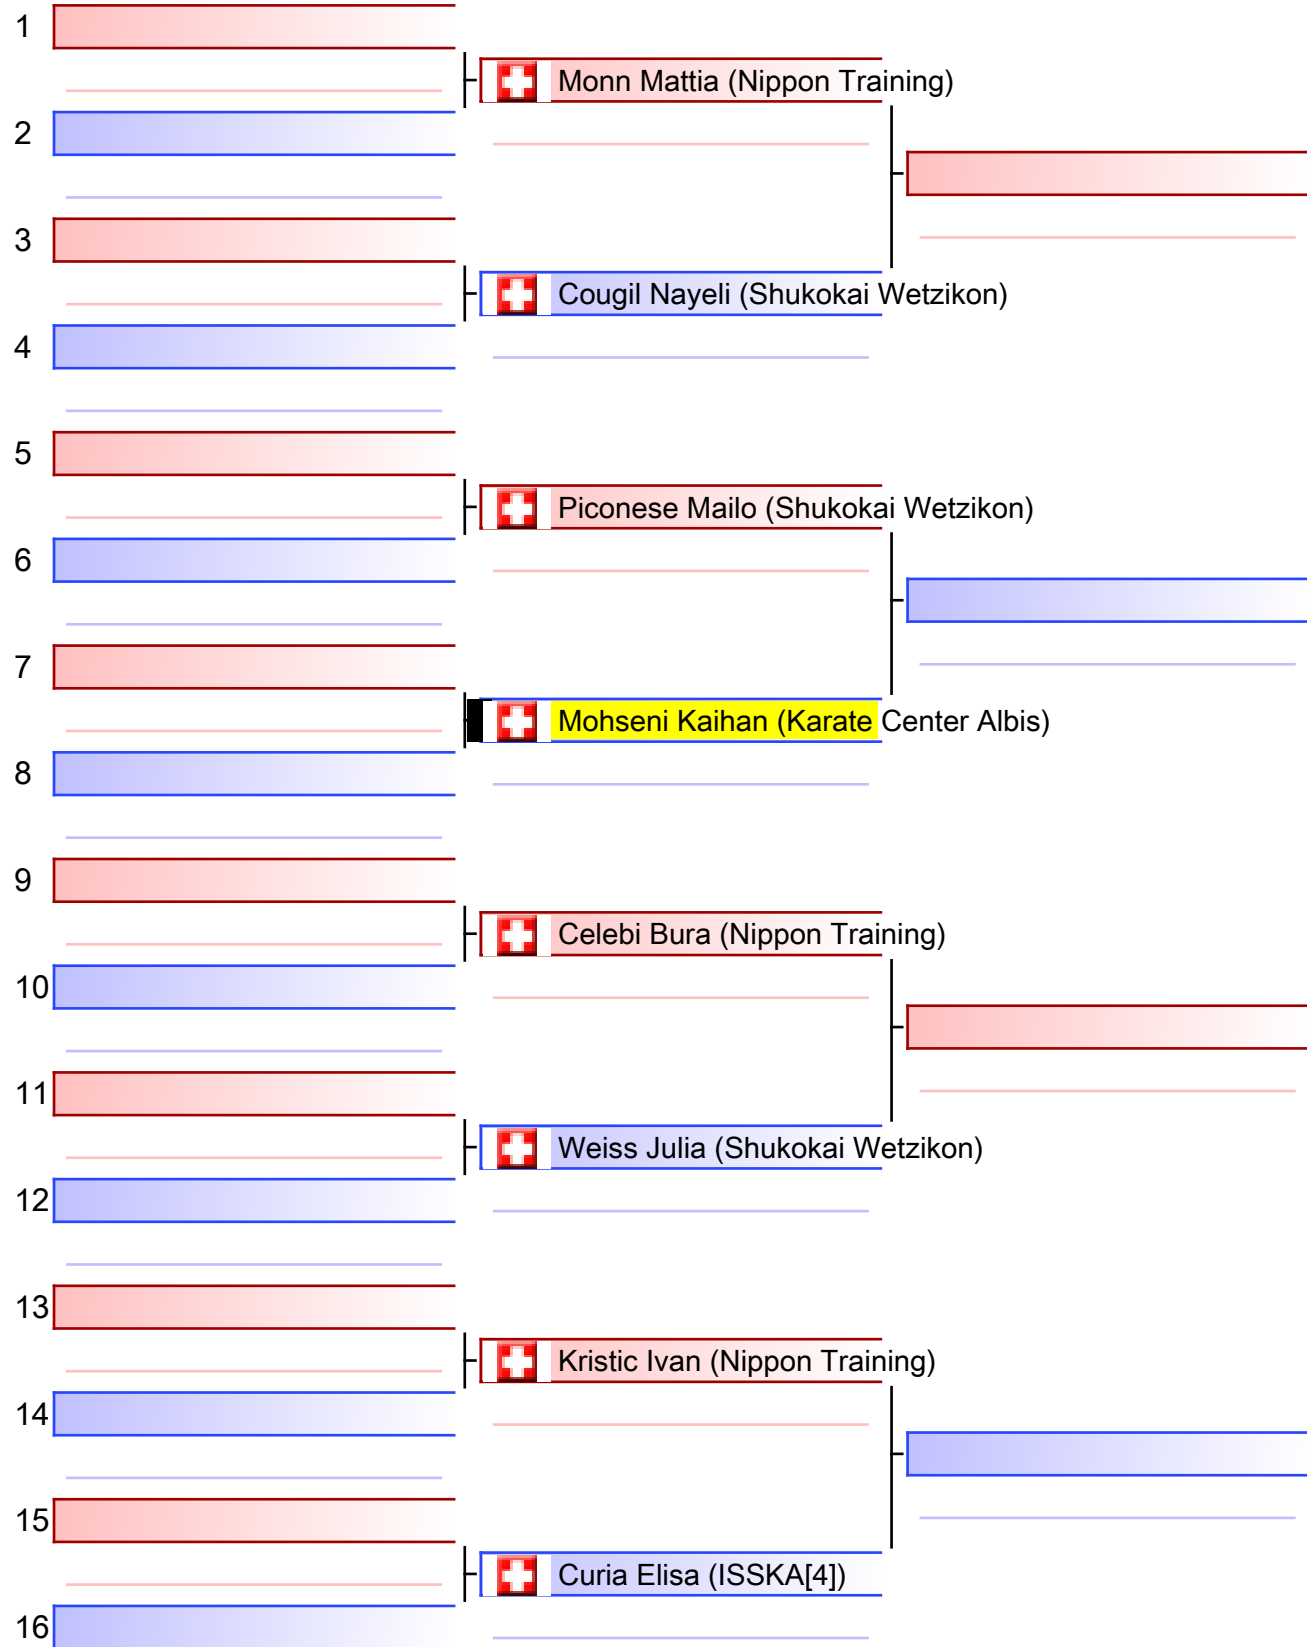 1
Monn Mattia (Nippon Training)
2
3
Cougil Nayeli (Shukokai Wetzikon)
4
5
Piconese Mailo (Shukokai Wetzikon)
6
7
Mohseni Kaihan (Karate Center Albis)
8
9
Celebi Bura (Nippon Training)
10
11
Weiss Julia (Shukokai Wetzikon)
12
13
Kristic Ivan (Nippon Training)
14
15
Curia Elisa (ISSKA[4])
16